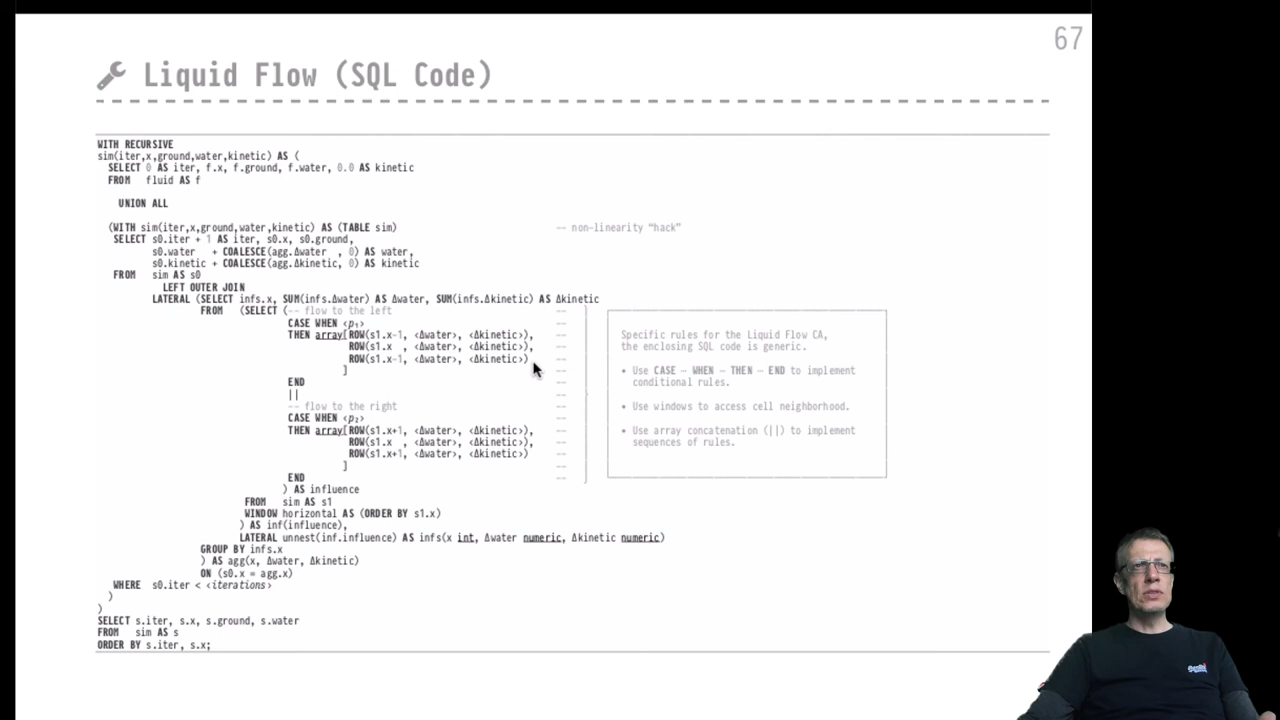 67
Liquid Flow (SQL Code)
WITH RECURSIVE
sim(iter,x,ground,water,kinetic) AS (
SELECT 0 AS iter, f.x, f.ground, f.water, 0.0 AS kinetic
FROM fluid AS f
UNION ALL
(WITH sim(iter,x,ground,water,kinetic) AS (TABLE sim) -- non-linearity “hack”
SELECT s0.iter + 1 AS iter, s0.x, s0.ground,
s0.water + COALESCE(agg.Δwater , 0) AS water,
s0.kinetic + COALESCE(agg.Δkinetic, 0) AS kinetic
FROM sim AS s0
LEFT OUTER JOIN
LATERAL (SELECT infs.x, SUM(infs.Δwater) AS Δwater, SUM(infs.Δkinetic) AS Δkinetic
FROM (SELECT (-- flow to the left --
CASE WHEN ‹p₁› --
THEN array[ROW(s1.x-1, ‹Δwater›, ‹Δkinetic›), --
ROW(s1.x , ‹Δwater›, ‹Δkinetic›), --
ROW(s1.x-1, ‹Δwater›, ‹Δkinetic›) --
] --
END --
|| --
-- flow to the right --
CASE WHEN ‹p₂› --
THEN array[ROW(s1.x+1, ‹Δwater›, ‹Δkinetic›), --
ROW(s1.x , ‹Δwater›, ‹Δkinetic›), --
ROW(s1.x+1, ‹Δwater›, ‹Δkinetic›) --
] --
END --
) AS influence
FROM sim AS s1
WINDOW horizontal AS (ORDER BY s1.x)
) AS inf(influence),
LATERAL unnest(inf.influence) AS infs(x int, Δwater numeric, Δkinetic numeric)
GROUP BY infs.x
) AS agg(x, Δwater, Δkinetic)
ON (s0.x = agg.x)
WHERE s0.iter < ‹iterations›
)
)
SELECT s.iter, s.x, s.ground, s.water
FROM sim AS s
ORDER BY s.iter, s.x;
Specific rules for the Liquid Flow CA,
the enclosing SQL code is generic.
• Use CASE – WHEN – THEN – END to implement
conditional rules.
• Use windows to access cell neighborhood.
• Use array concatenation (||) to implement
sequences of rules.